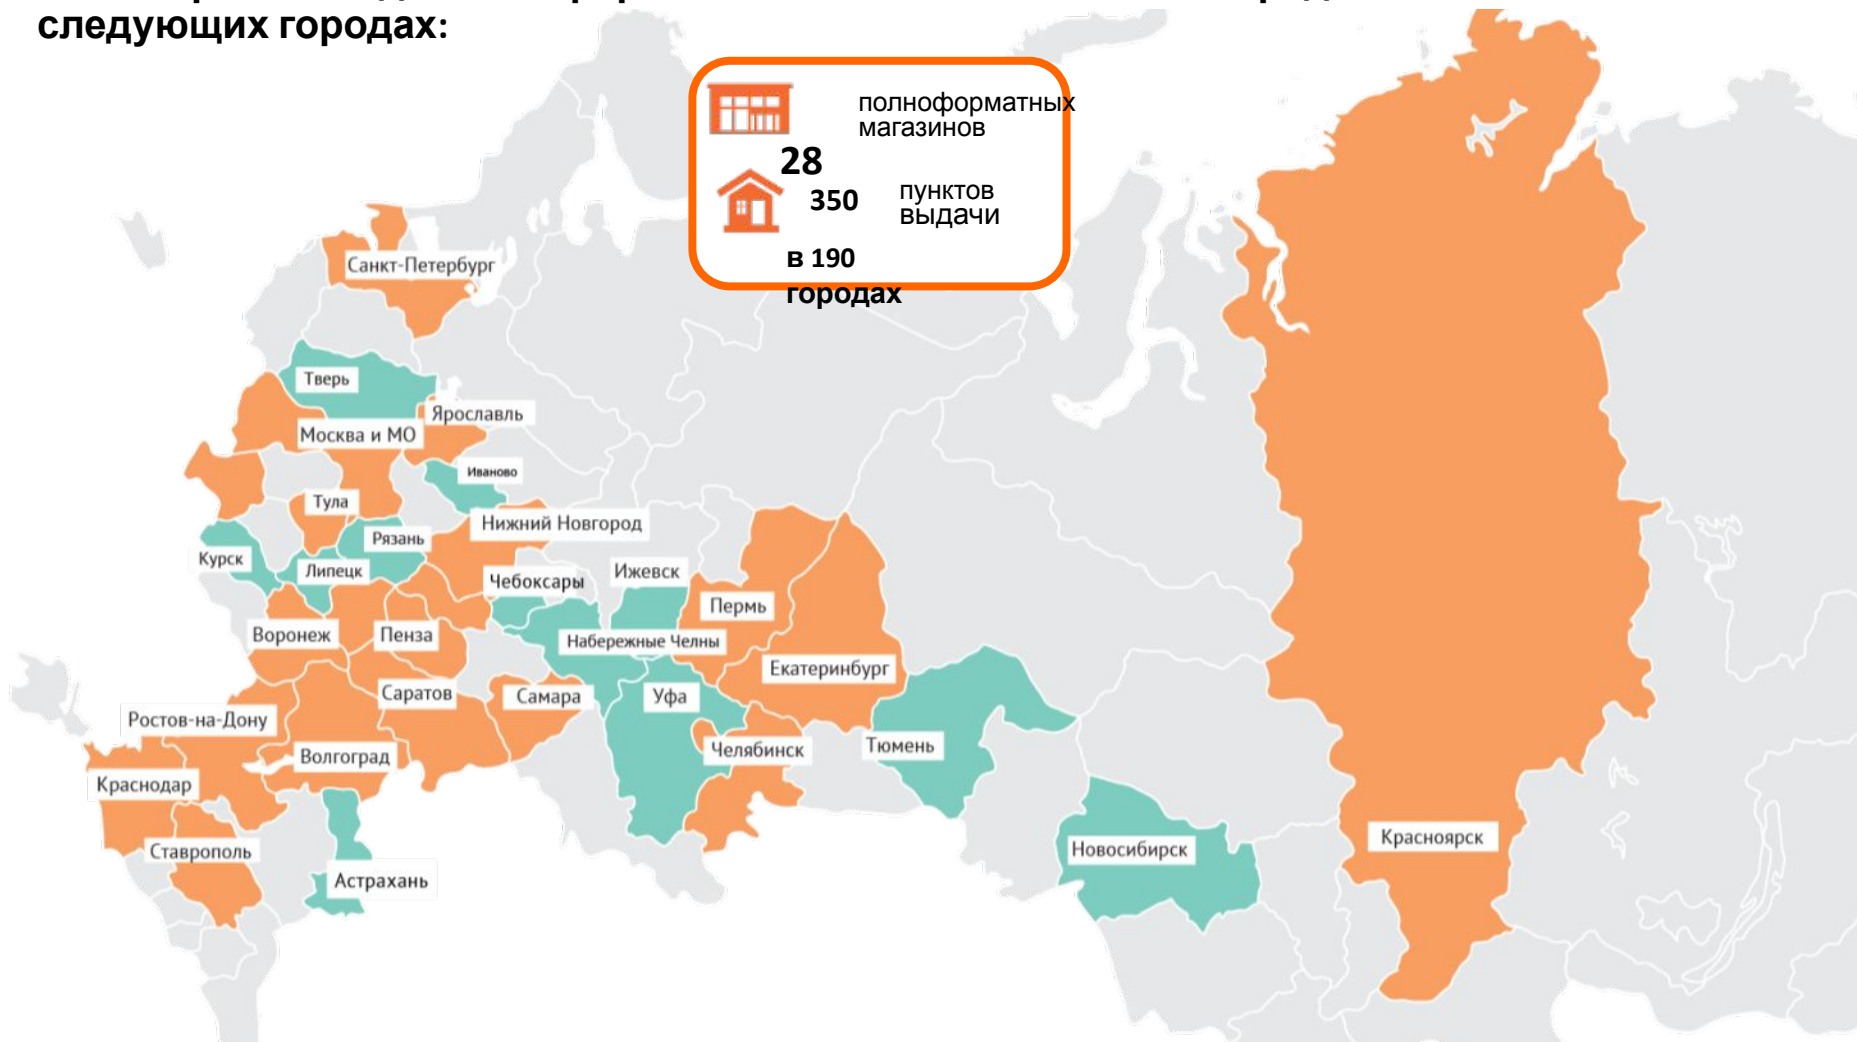 следующих городах:
полноформатных
магазинов
28
350
пунктов
выдачи
в 190
городах
Санкт-Петербург
Тверь
Ярославль
Москва и МО
Иваново
Тула
Нижний Новгород
Рязань
Курск
Липецк
Чебоксары
Ижевск
Пермь
Воронеж
Пенза
Набережные Челны
Екатеринбург
Саратов
Самара
Уфа
Ростов-на-Дону
Волгоград
Челябинск
Тюмень
Краснодар
Ставрополь
Астрахань
Новосибирск
Красноярск